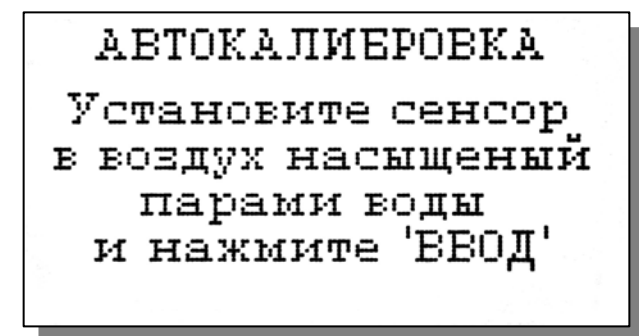 АВТОКАЛИБРОВКА
Установите сенсор
в воздух насыщеный
парами воды
и нажмите 'ВВОД'